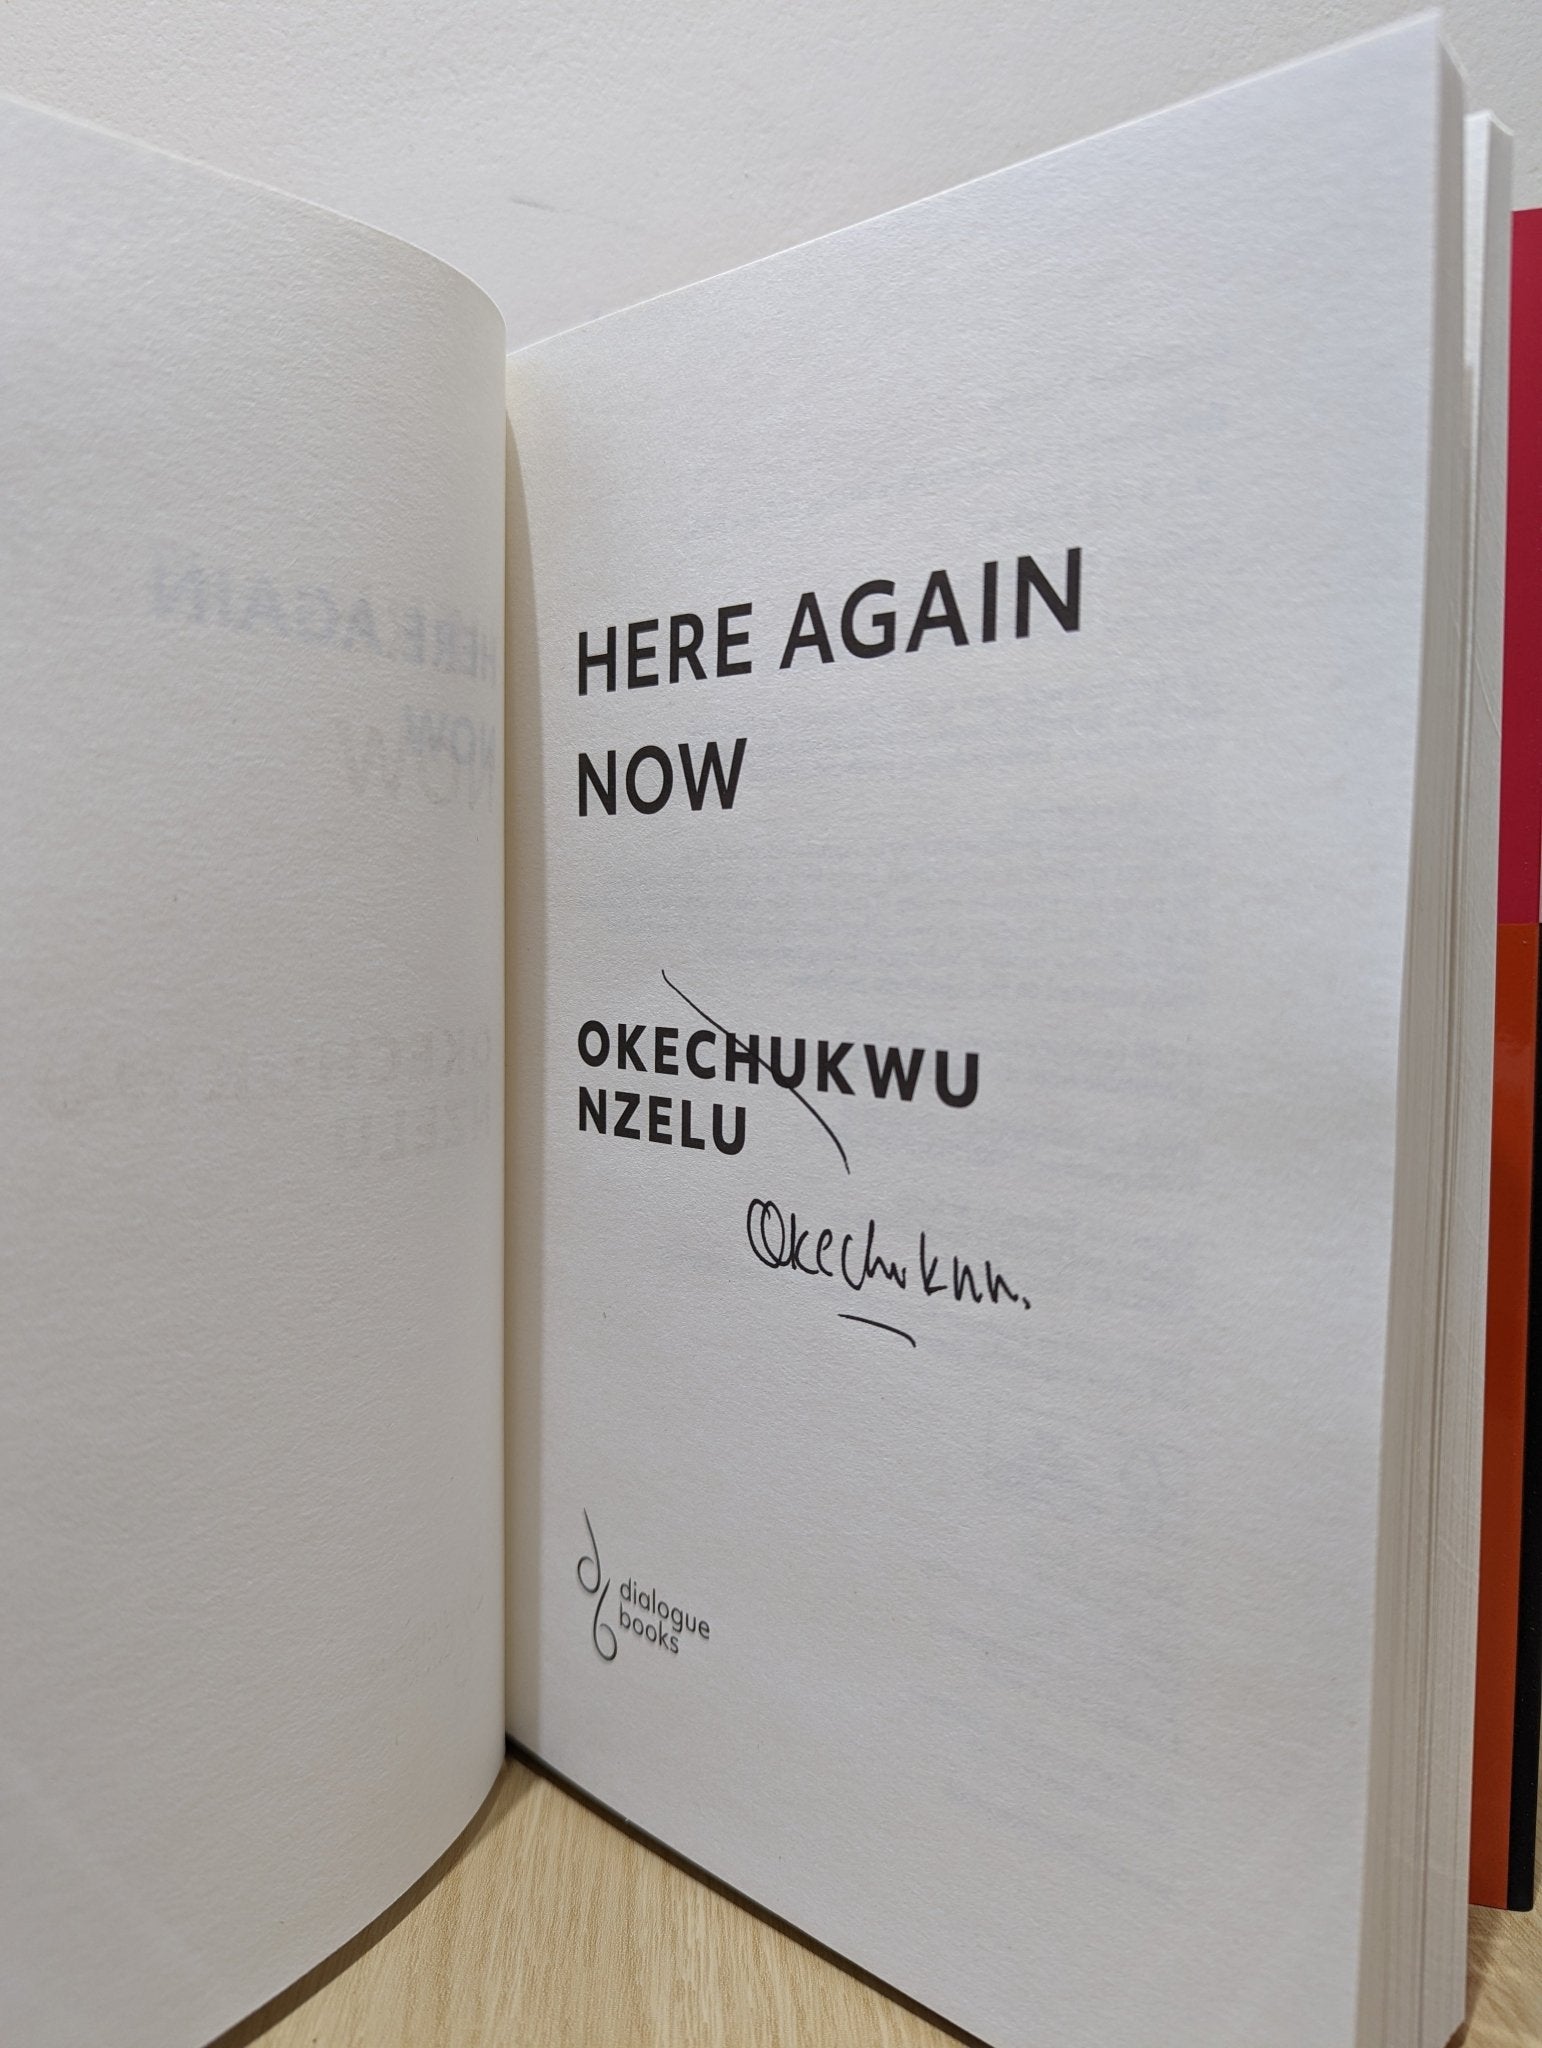 HERE AGAIN
NOW
OKECHUKWU
NZELU
Okechukwu.
dialogue
books